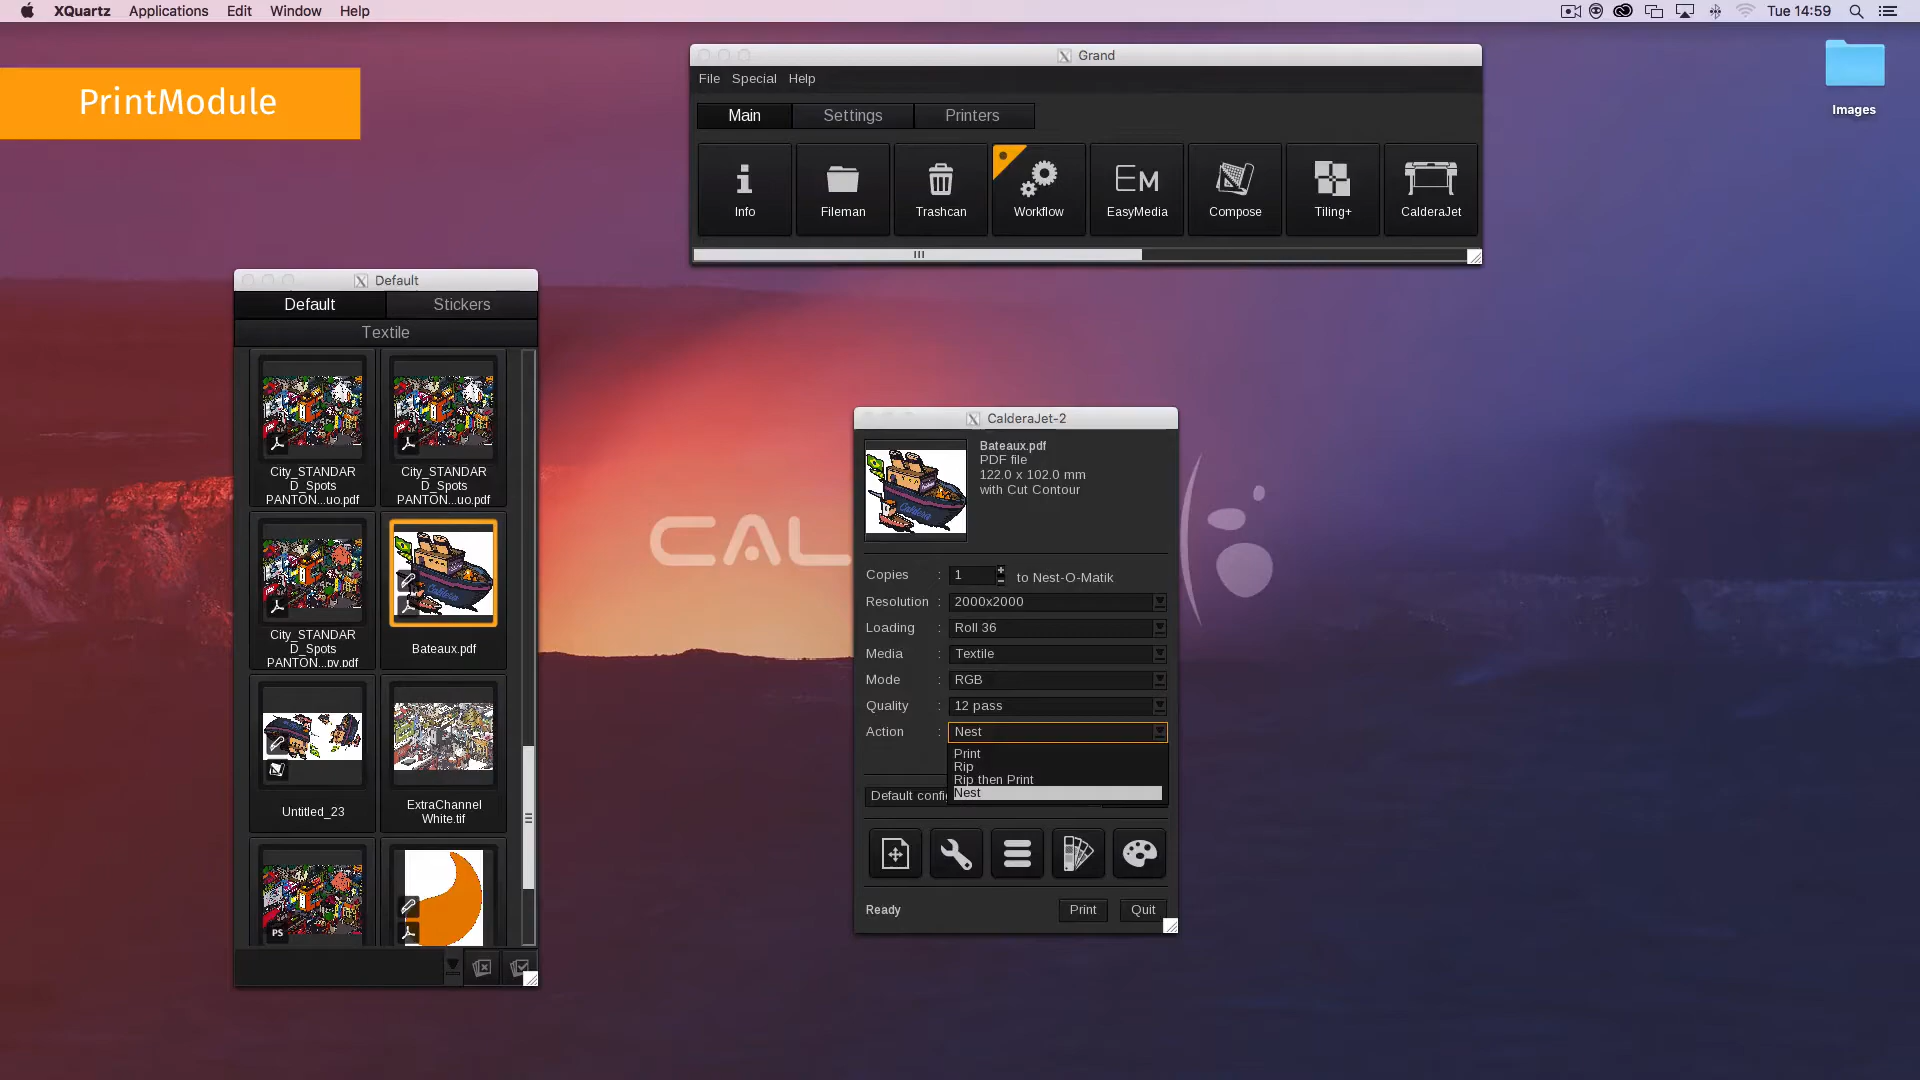 XQuartz Applications Edit Window Help
Tue 14:59
PrintModule
Images
Grand
File Special Help
Main Settings Printers
Info Fileman Trashcan Workflow EasyMedia Compose Tiling+ CalderaJet
Default
Default Stickers
Textile
City_STANDAR
D_Spots
PANTON...uo.pdf
City_STANDAR
D_Spots
PANTON...uo.pdf
City_STANDAR
D_Spots
PANTON...py.pdf
Bateaux.pdf
Untitled_23
ExtraChannel
White.tif
PS
CAL
CalderaJet-2
Bateaux.pdf
PDF file
122.0 x 102.0 mm
with Cut Contour
Copies : 1 to Nest-O-Matik
Resolution : 2000x2000
Loading : Roll 36
Media : Textile
Mode : RGB
Quality : 12 pass
Action : Nest
Print
Rip
Rip then Print
Nest
Default confi
Ready Print Quit